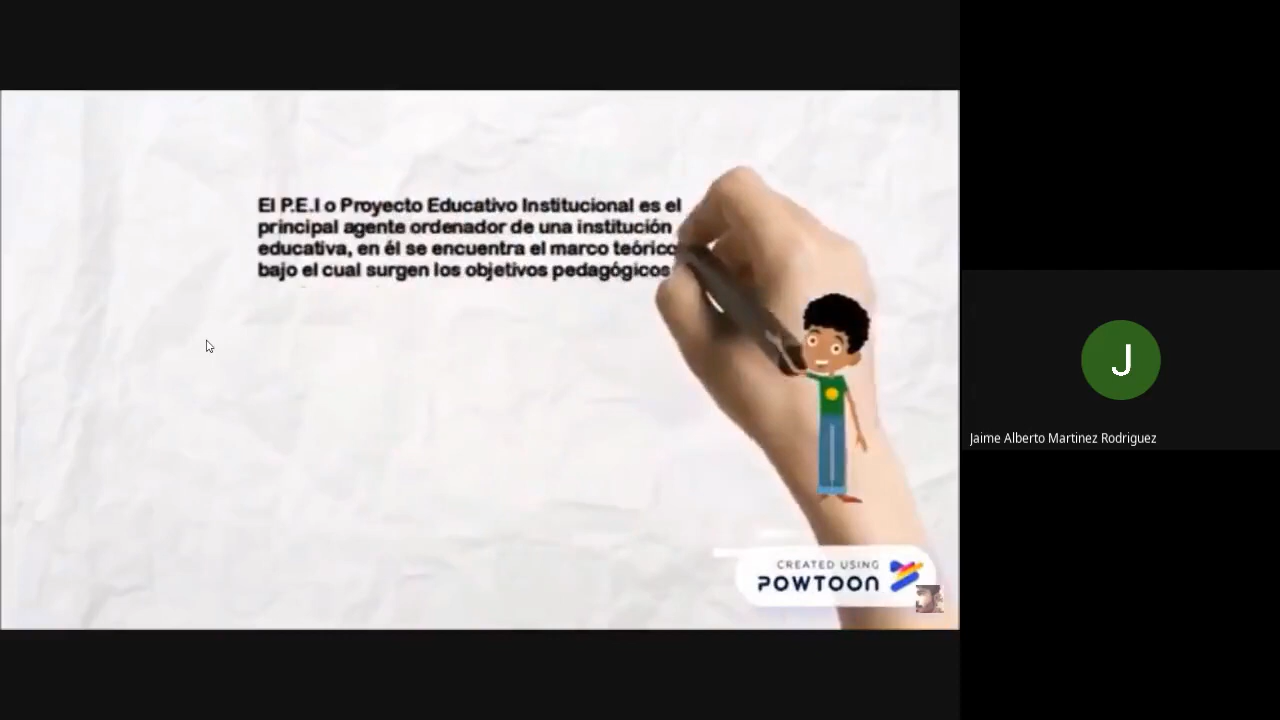 El P.E.I o Proyecto Educativo Institucional es el
principal agente ordenador de una institución
educativa, en él se encuentra el marco teórico
bajo el cual surgen los objetivos pedagógicos
CREATED USING
POWTOON
J
Jaime Alberto Martinez Rodriguez